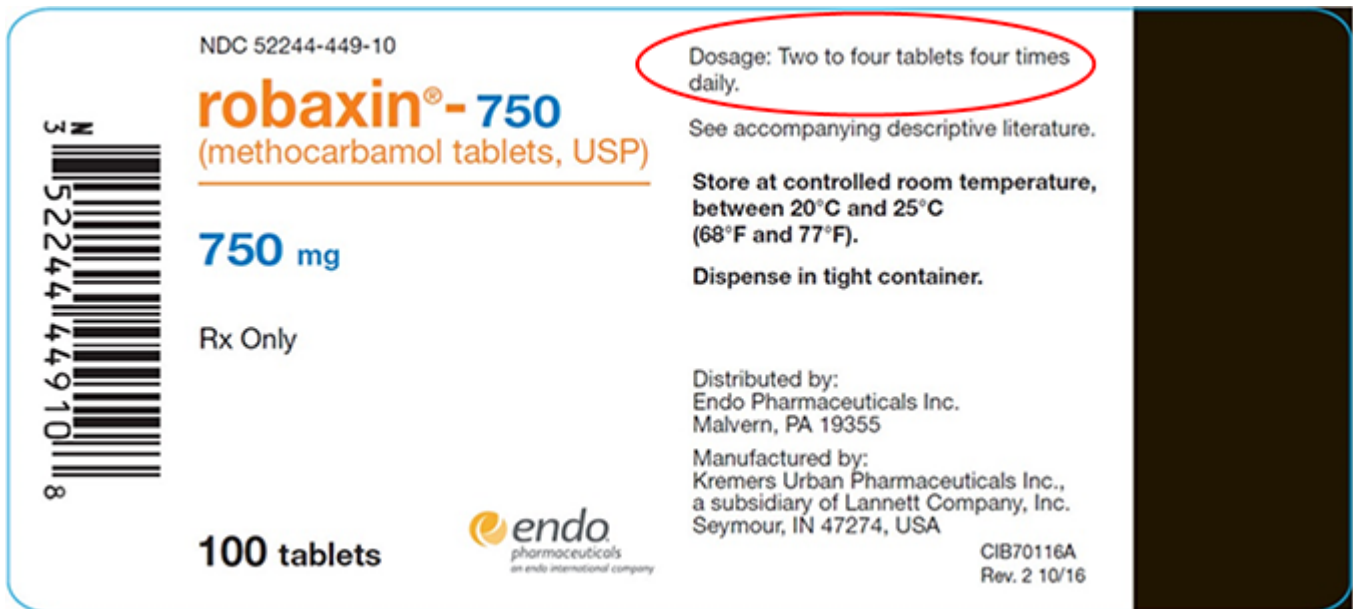 NDC 52244-449-10
robaxin®- 750
(methocarbamol tablets, USP)
750 mg
Rx Only
100 tablets
endo
pharmaceuticals
an endo international company
N
3
52244 44910
8
Dosage: Two to four tablets four times
daily.
See accompanying descriptive literature.
Store at controlled room temperature,
between 20°C and 25°C
(68°F and 77°F).
Dispense in tight container.
Distributed by:
Endo Pharmaceuticals Inc.
Malvern, PA 19355
Manufactured by:
Kremers Urban Pharmaceuticals Inc.,
a subsidiary of Lannett Company, Inc.
Seymour, IN 47274, USA
CIB70116A
Rev. 2 10/16